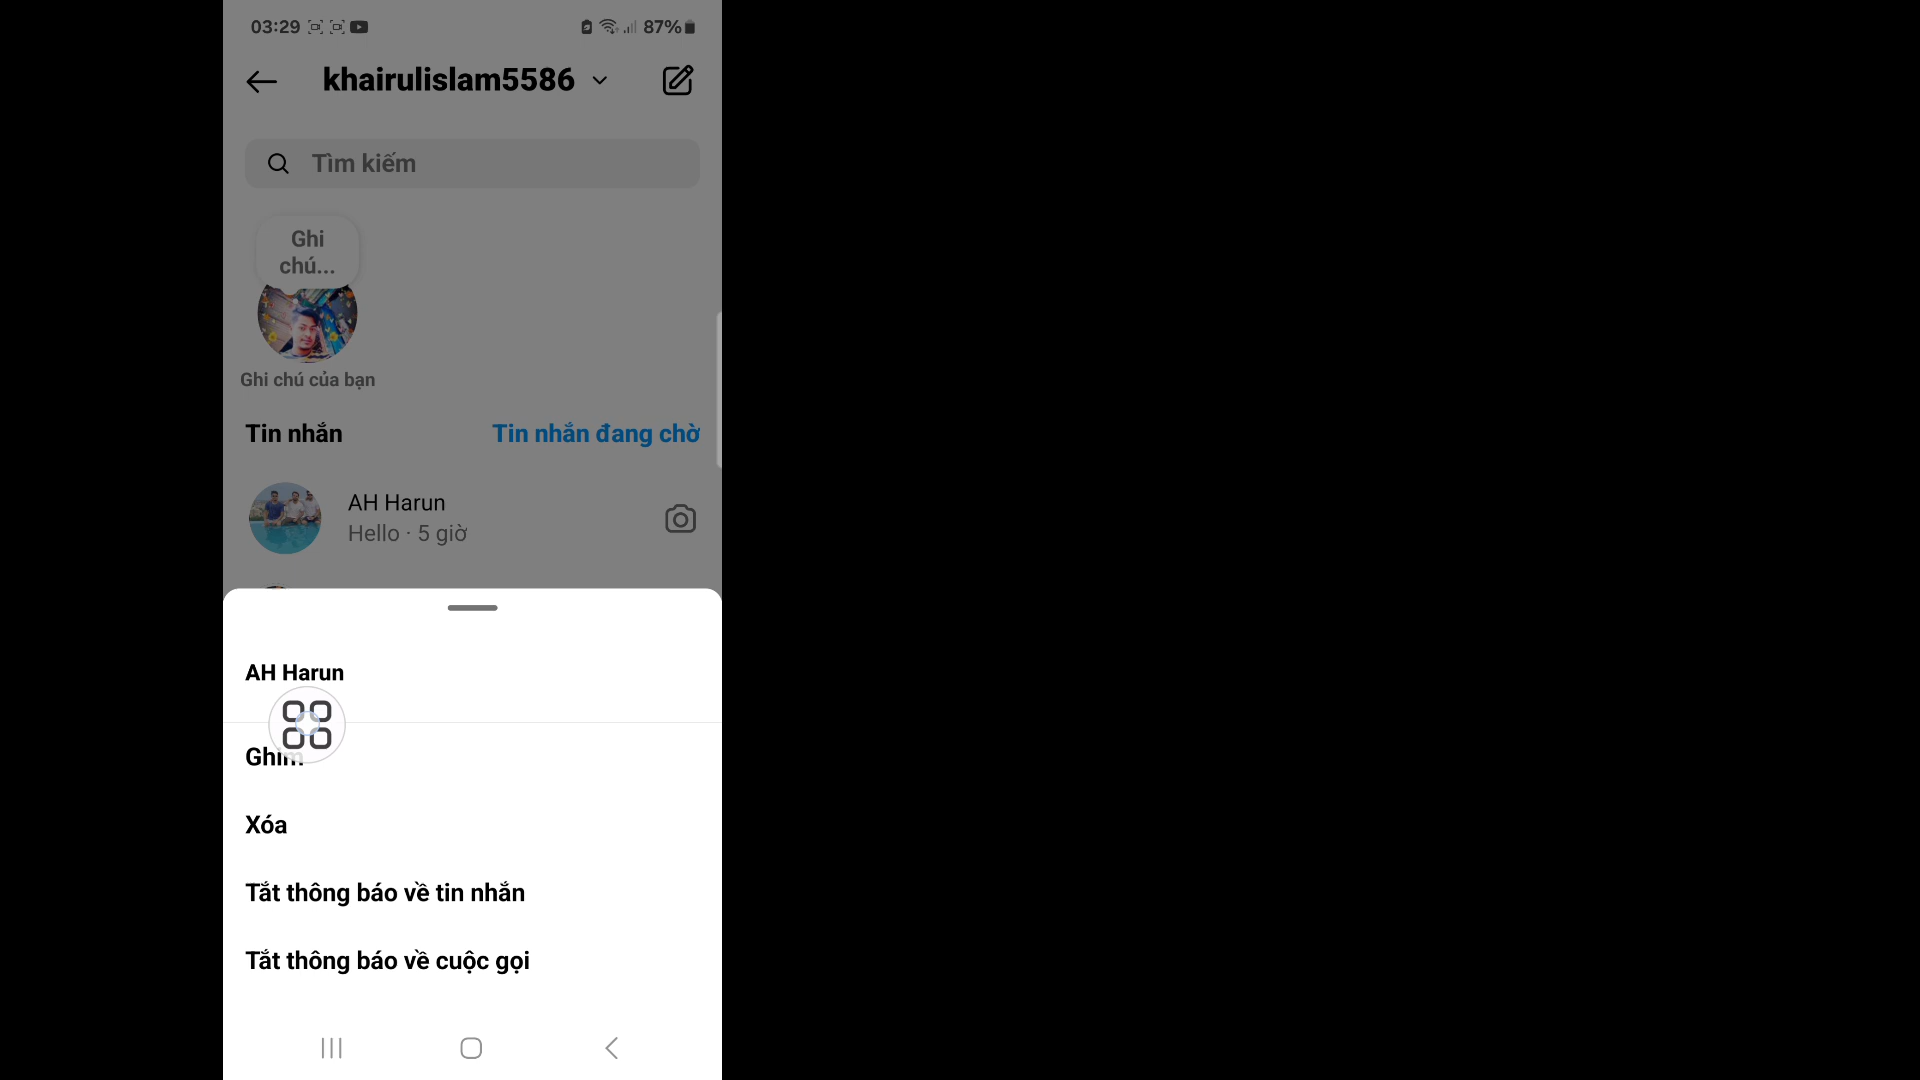 03:29
87%
khairulislam5586
Tìm kiếm
Ghi
chú...
Ghi chú của bạn
Tin nhắn
Tin nhắn đang chờ
AH Harun
Hello · 5 giờ
AH Harun
Ghim
Xóa
Tắt thông báo về tin nhắn
Tắt thông báo về cuộc gọi